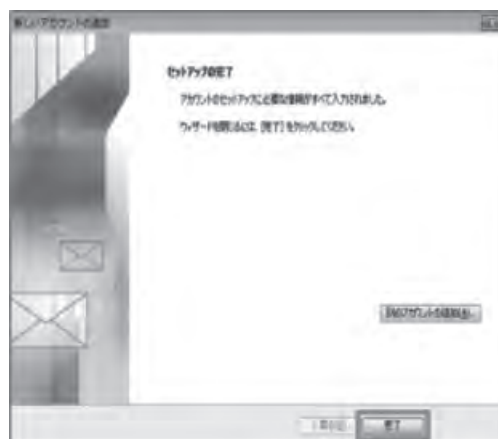 新しいアカウントの追加
セットアップの完了
アカウントのセットアップに必要な情報がすべて入力されました。
ウィザードを閉じるには、[完了] をクリックしてください。
別のアカウントの追加(A)...
< 戻る(B)
完了